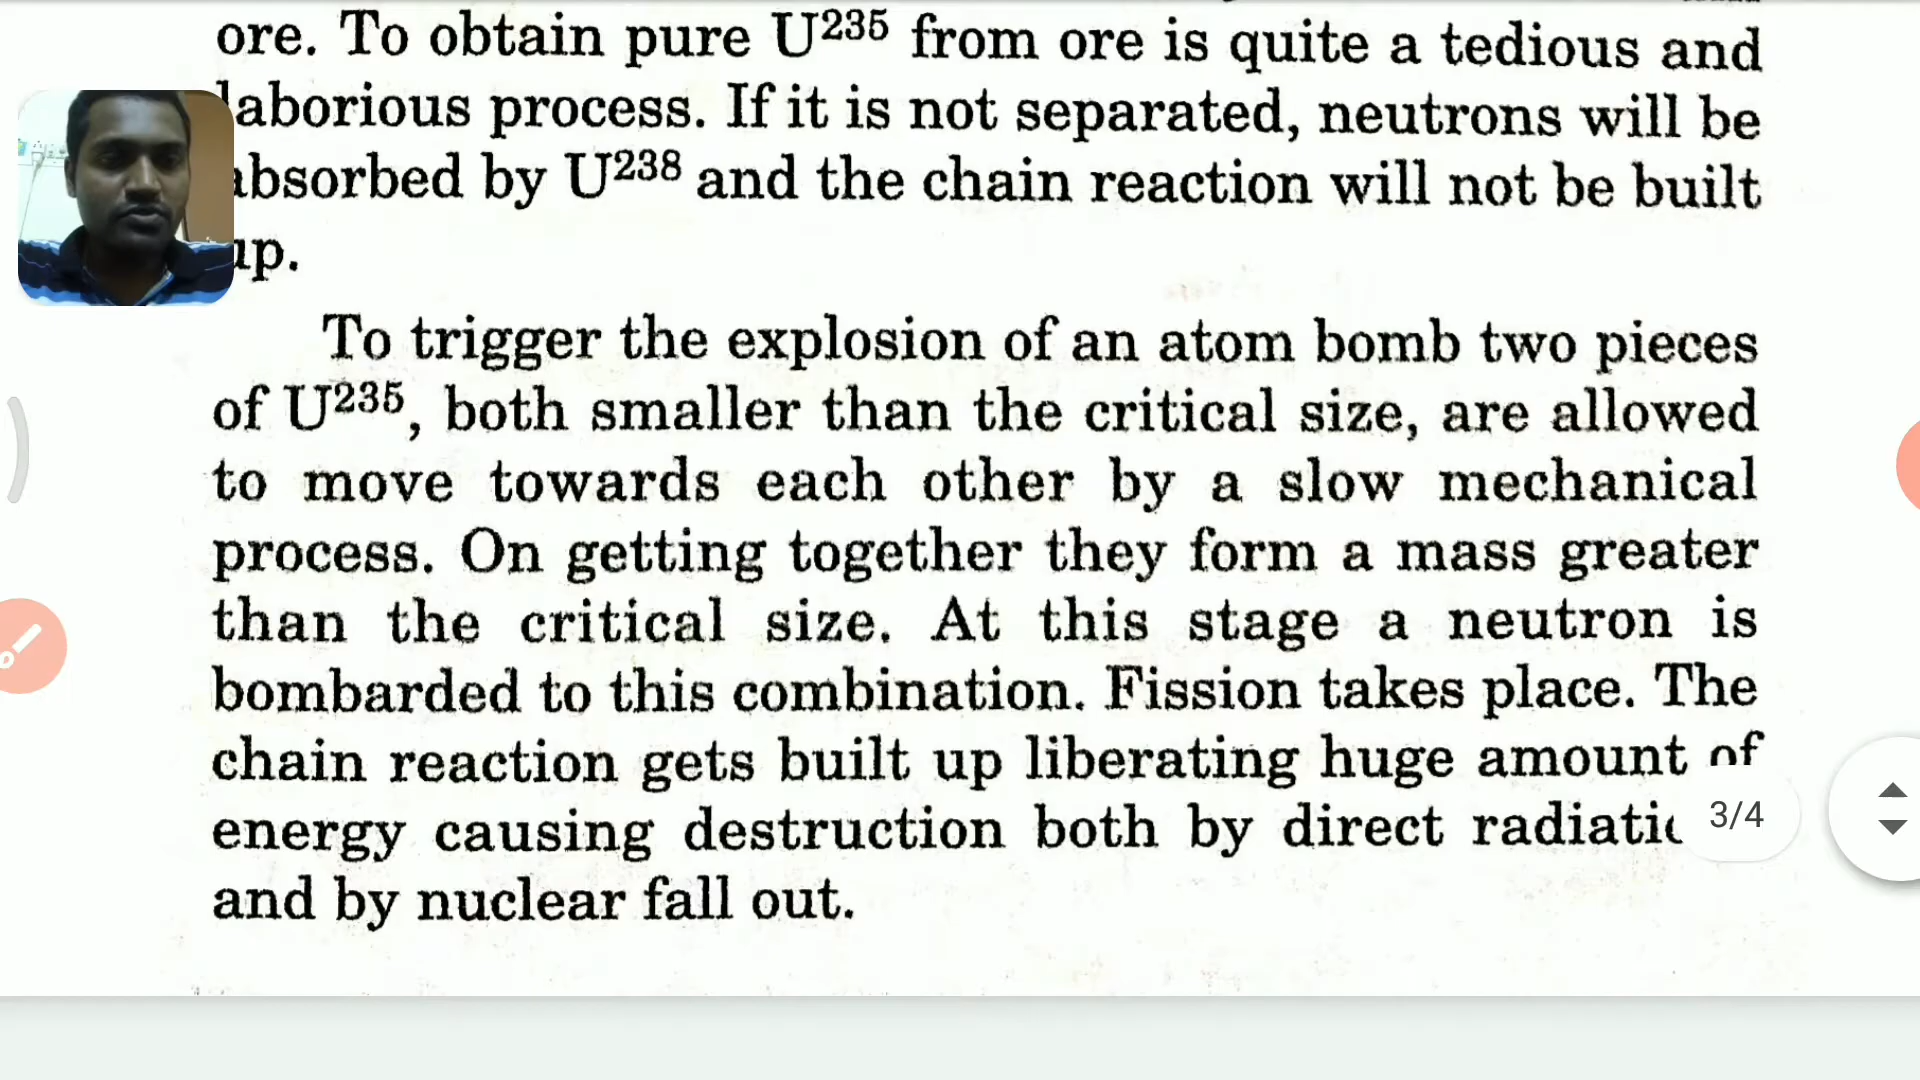 ore. To obtain pure U²³⁵ from ore is quite a tedious and
laborious process. If it is not separated, neutrons will be
absorbed by U²³⁸ and the chain reaction will not be built
up.
To trigger the explosion of an atom bomb two pieces
of U²³⁵, both smaller than the critical size, are allowed
to move towards each other by a slow mechanical
process. On getting together they form a mass greater
than the critical size. At this stage a neutron is
bombarded to this combination. Fission takes place. The
chain reaction gets built up liberating huge amount of
energy causing destruction both by direct radiatio
and by nuclear fall out.
3/4